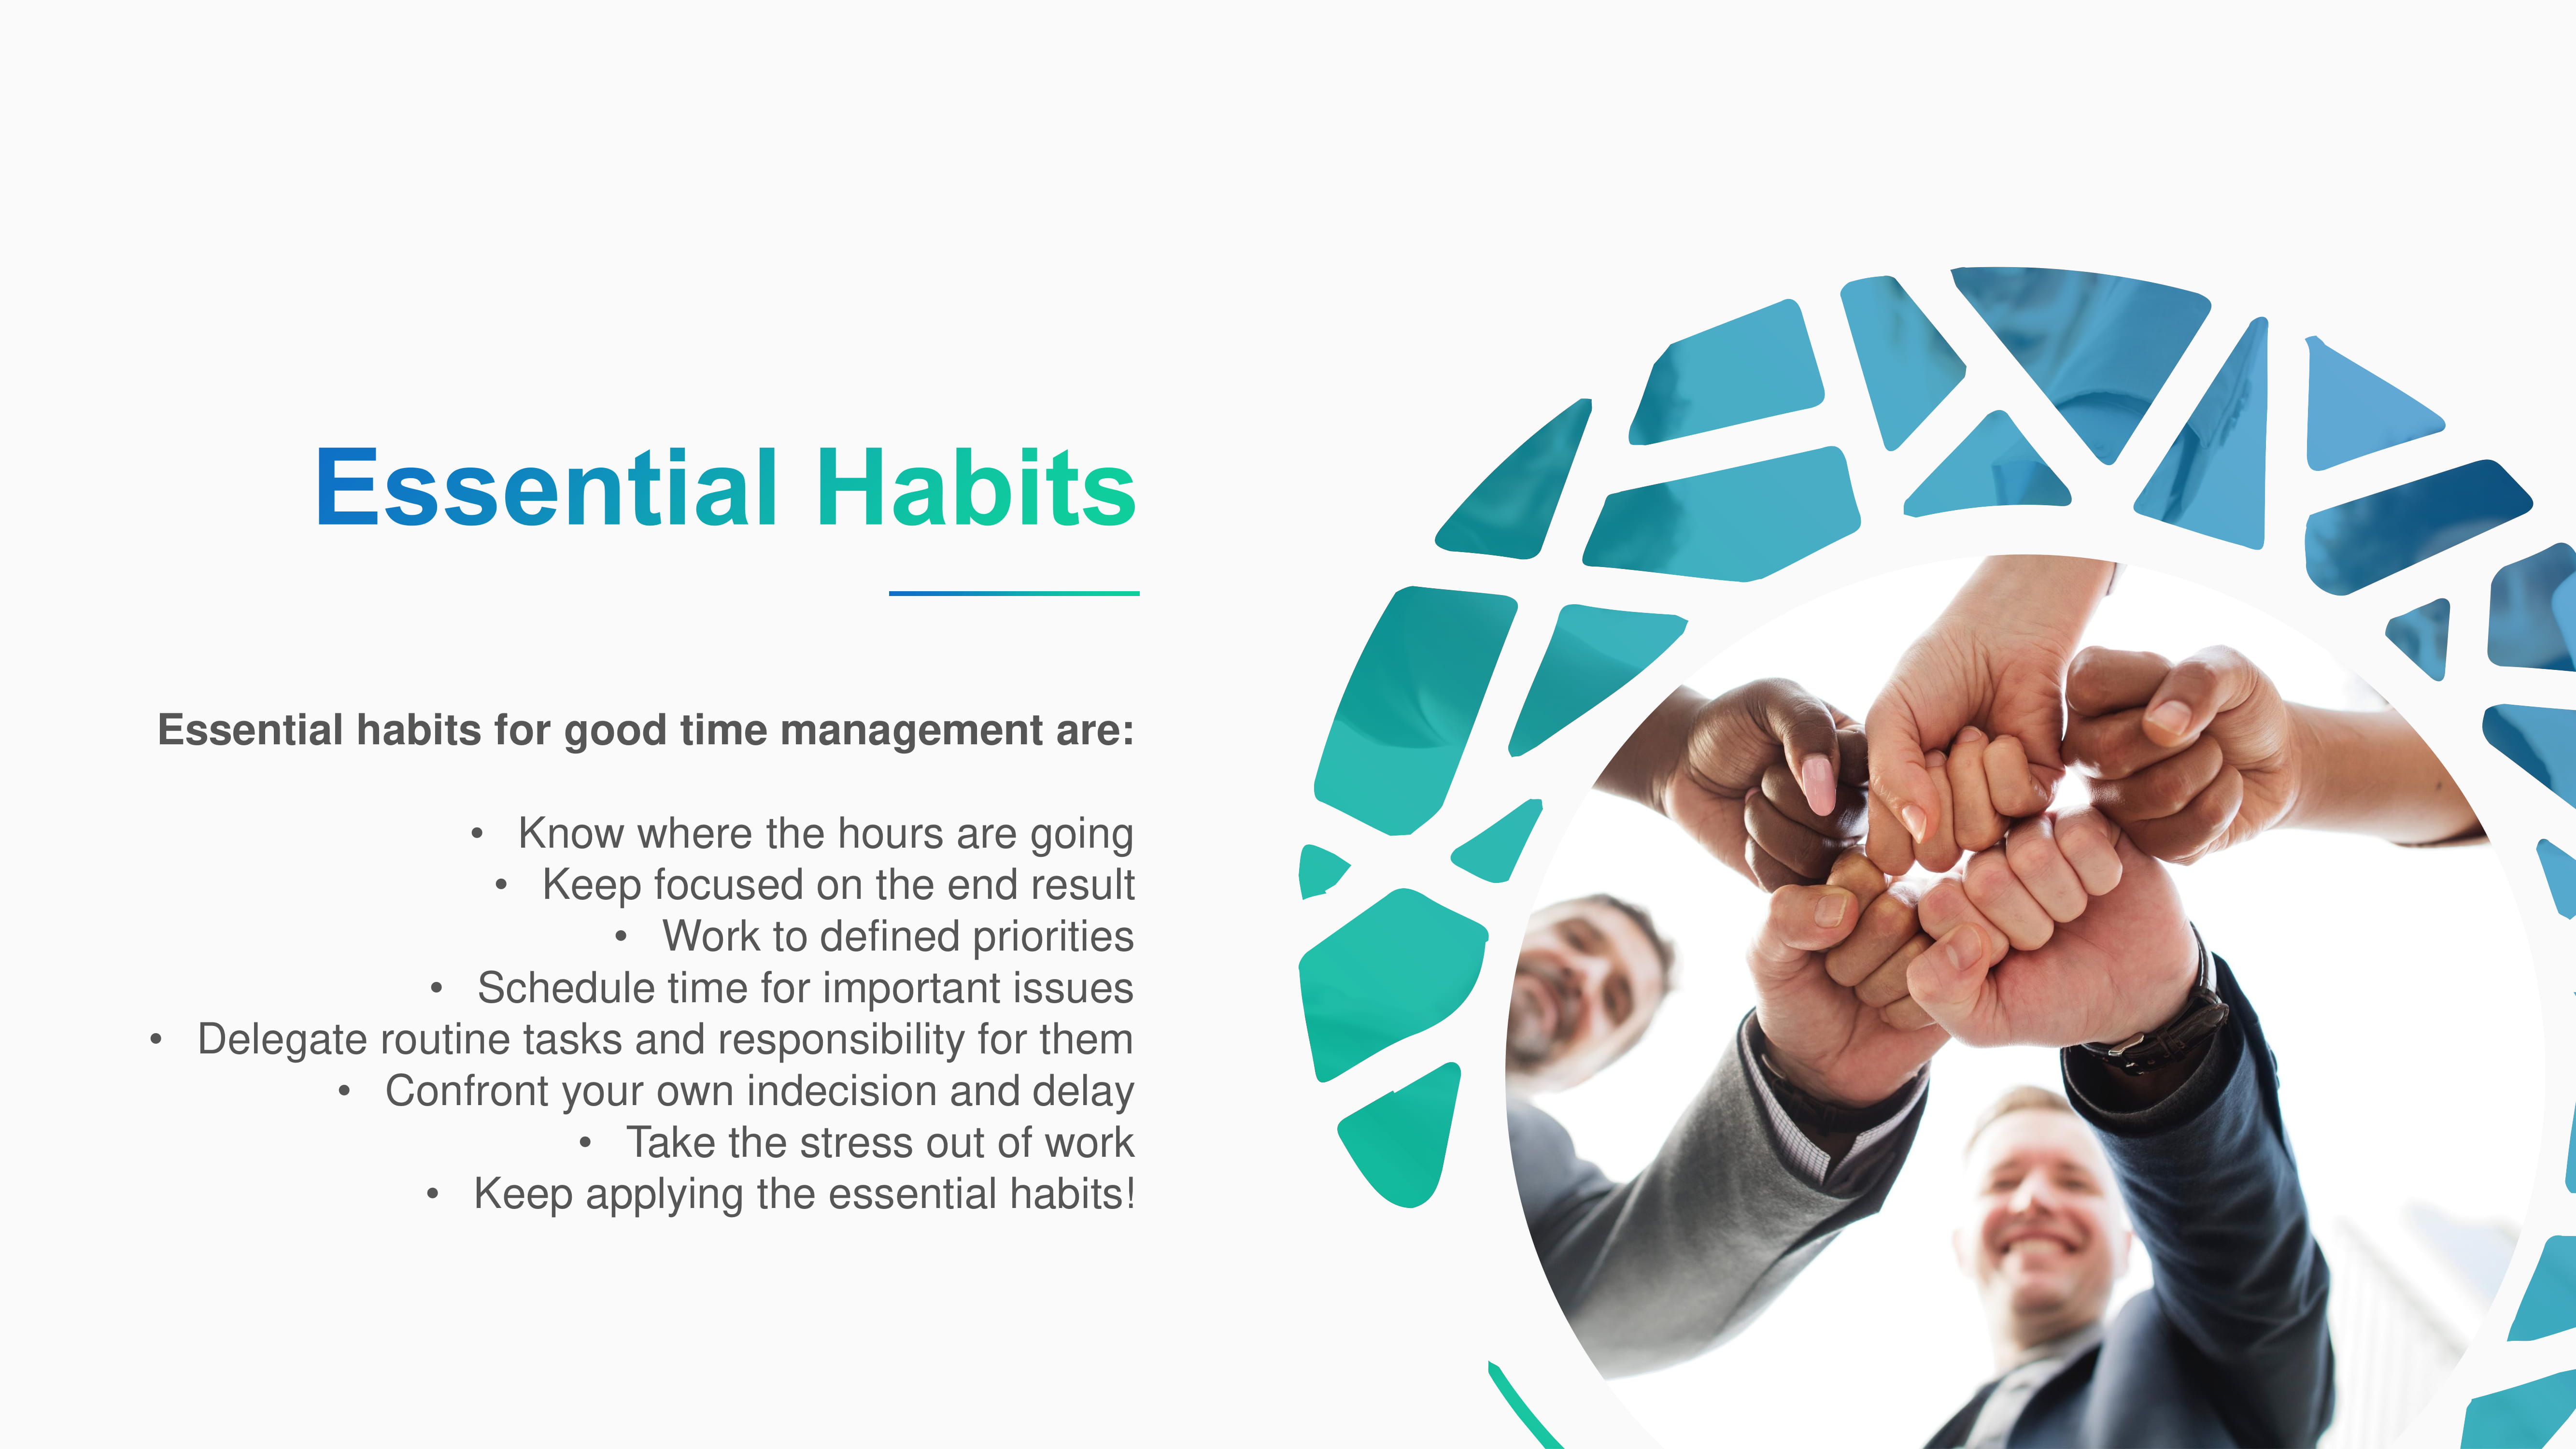 Essential Habits
Essential habits for good time management are:
• Know where the hours are going
• Keep focused on the end result
• Work to defined priorities
• Schedule time for important issues
• Delegate routine tasks and responsibility for them
• Confront your own indecision and delay
• Take the stress out of work
• Keep applying the essential habits!